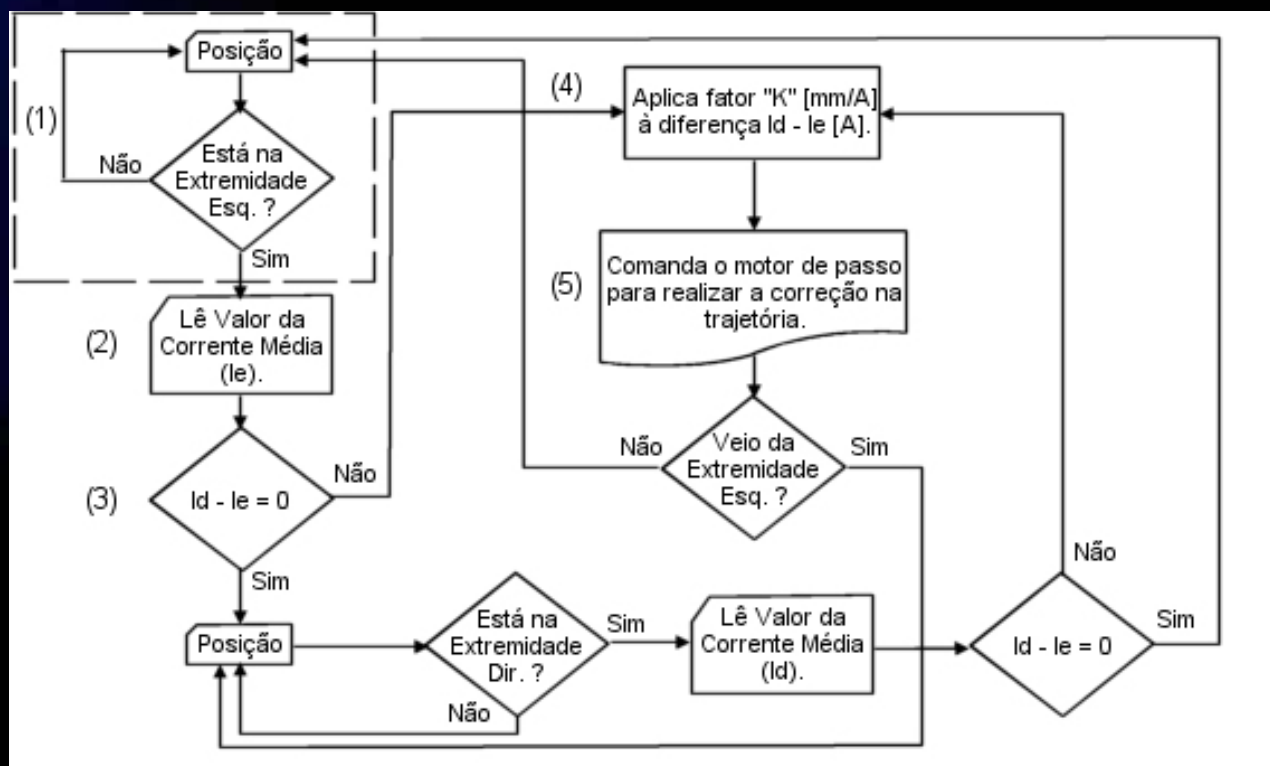 Posição
(1)
Não
Está na
Extremidade
Esq. ?
Sim
(2)
Lê Valor da
Corrente Média
(Ie).
(3)
Id - Ie = 0
Não
Sim
(4)
Aplica fator "K" [mm/A]
à diferença Id - Ie [A].
(5)
Comanda o motor de passo
para realizar a correção na
trajetória.
Não
Veio da
Extremidade
Esq. ?
Sim
Posição
Está na
Extremidade
Dir. ?
Não
Sim
Lê Valor da
Corrente Média
(Id).
Id - Ie = 0
Não
Sim